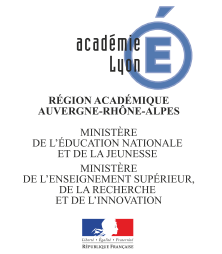 académie
Lyon
É
RÉGION ACADÉMIQUE
AUVERGNE-RHÔNE-ALPES
MINISTÈRE
DE L'ÉDUCATION NATIONALE
ET DE LA JEUNESSE
MINISTÈRE
DE L'ENSEIGNEMENT SUPÉRIEUR,
DE LA RECHERCHE
ET DE L'INNOVATION
Liberté • Égalité • Fraternité
RÉPUBLIQUE FRANÇAISE